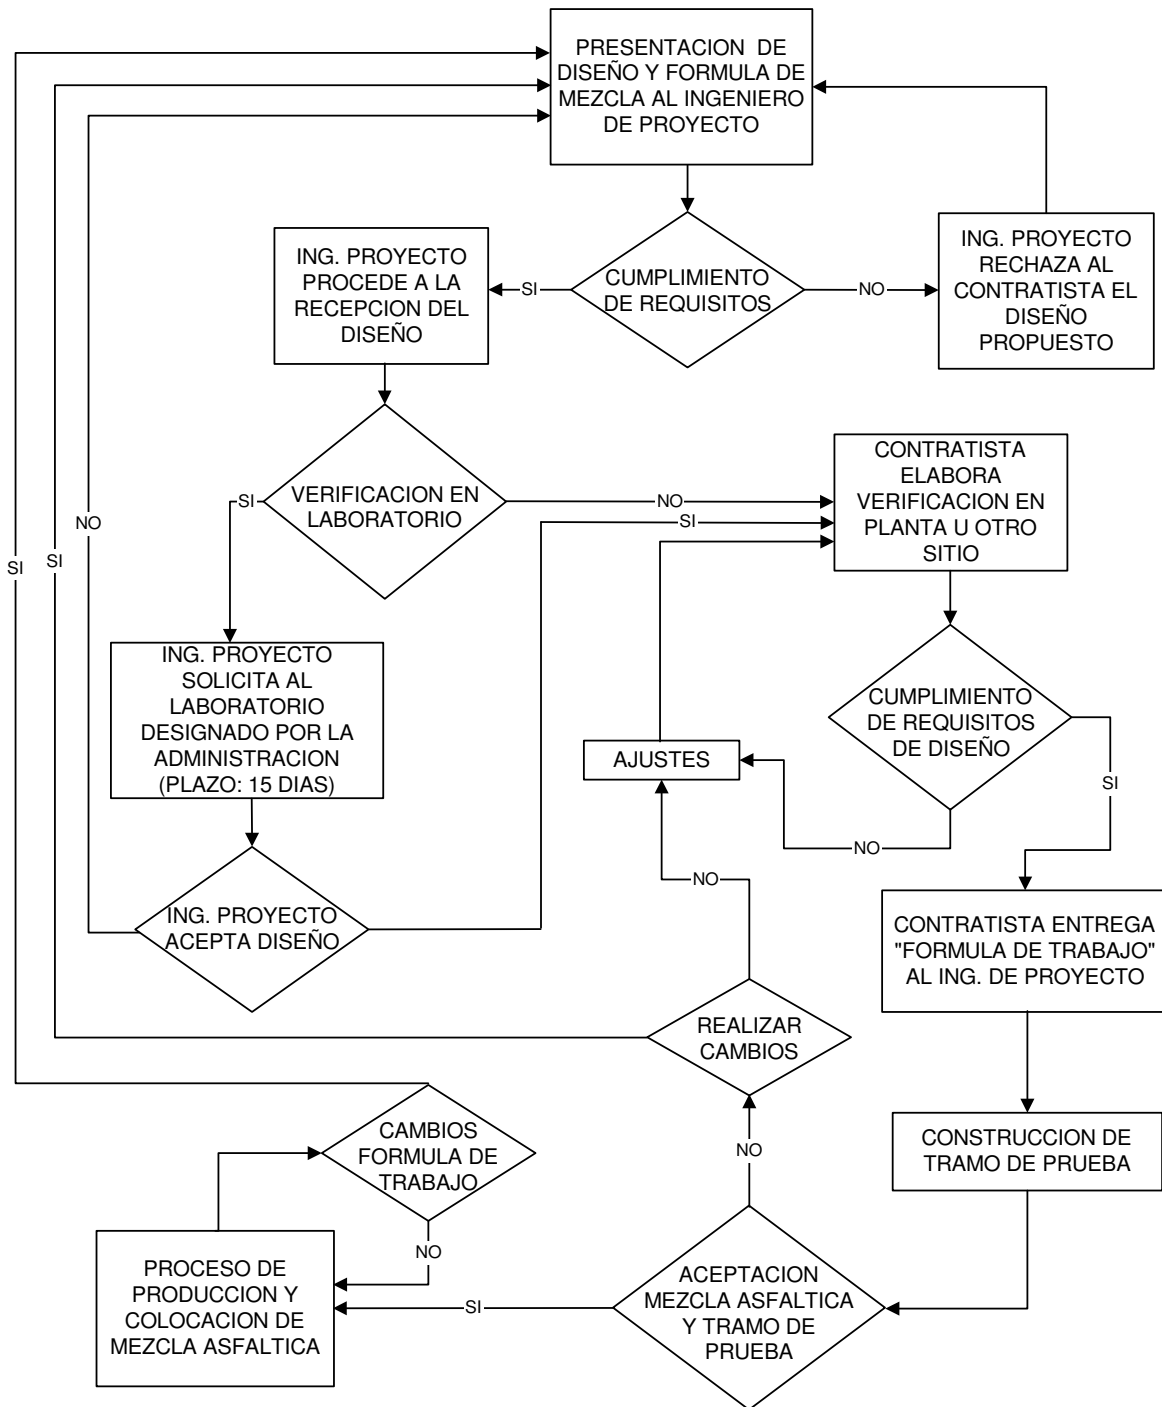 PRESENTACION DE
DISEÑO Y FORMULA DE
MEZCLA AL INGENIERO
DE PROYECTO
ING. PROYECTO
PROCEDE A LA
RECEPCION DEL
DISEÑO
SI
CUMPLIMIENTO
DE REQUISITOS
NO
ING. PROYECTO
RECHAZA AL
CONTRATISTA EL
DISEÑO
PROPUESTO
SI
VERIFICACION EN
LABORATORIO
NO
CONTRATISTA
ELABORA
VERIFICACION EN
PLANTA U OTRO
SITIO
NO
SI
SI
SI
ING. PROYECTO
SOLICITA AL
LABORATORIO
DESIGNADO POR LA
ADMINISTRACION
(PLAZO: 15 DIAS)
CUMPLIMIENTO
DE REQUISITOS
DE DISEÑO
AJUSTES
SI
NO
NO
ING. PROYECTO
ACEPTA DISEÑO
CONTRATISTA ENTREGA
"FORMULA DE TRABAJO"
AL ING. DE PROYECTO
REALIZAR
CAMBIOS
CAMBIOS
FORMULA DE
TRABAJO
NO
CONSTRUCCION DE
TRAMO DE PRUEBA
NO
PROCESO DE
PRODUCCION Y
COLOCACION DE
MEZCLA ASFALTICA
SI
ACEPTACION
MEZCLA ASFALTICA
Y TRAMO DE
PRUEBA